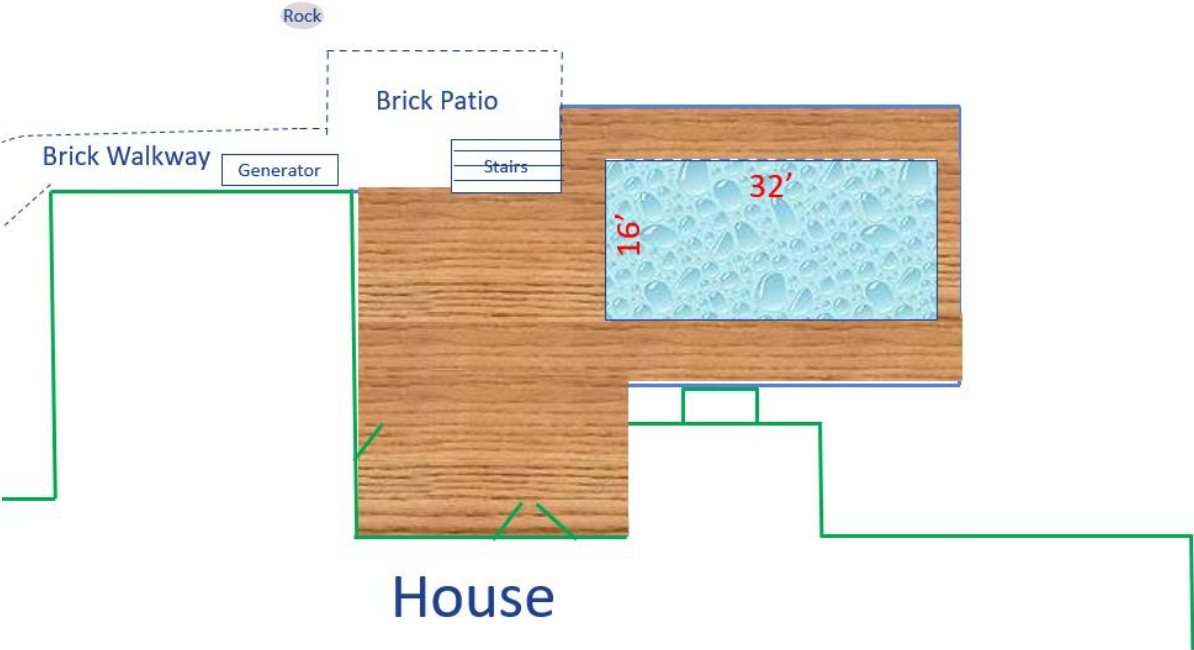 Rock
Brick Patio
Brick Walkway
Generator
Stairs
32’
16’
House